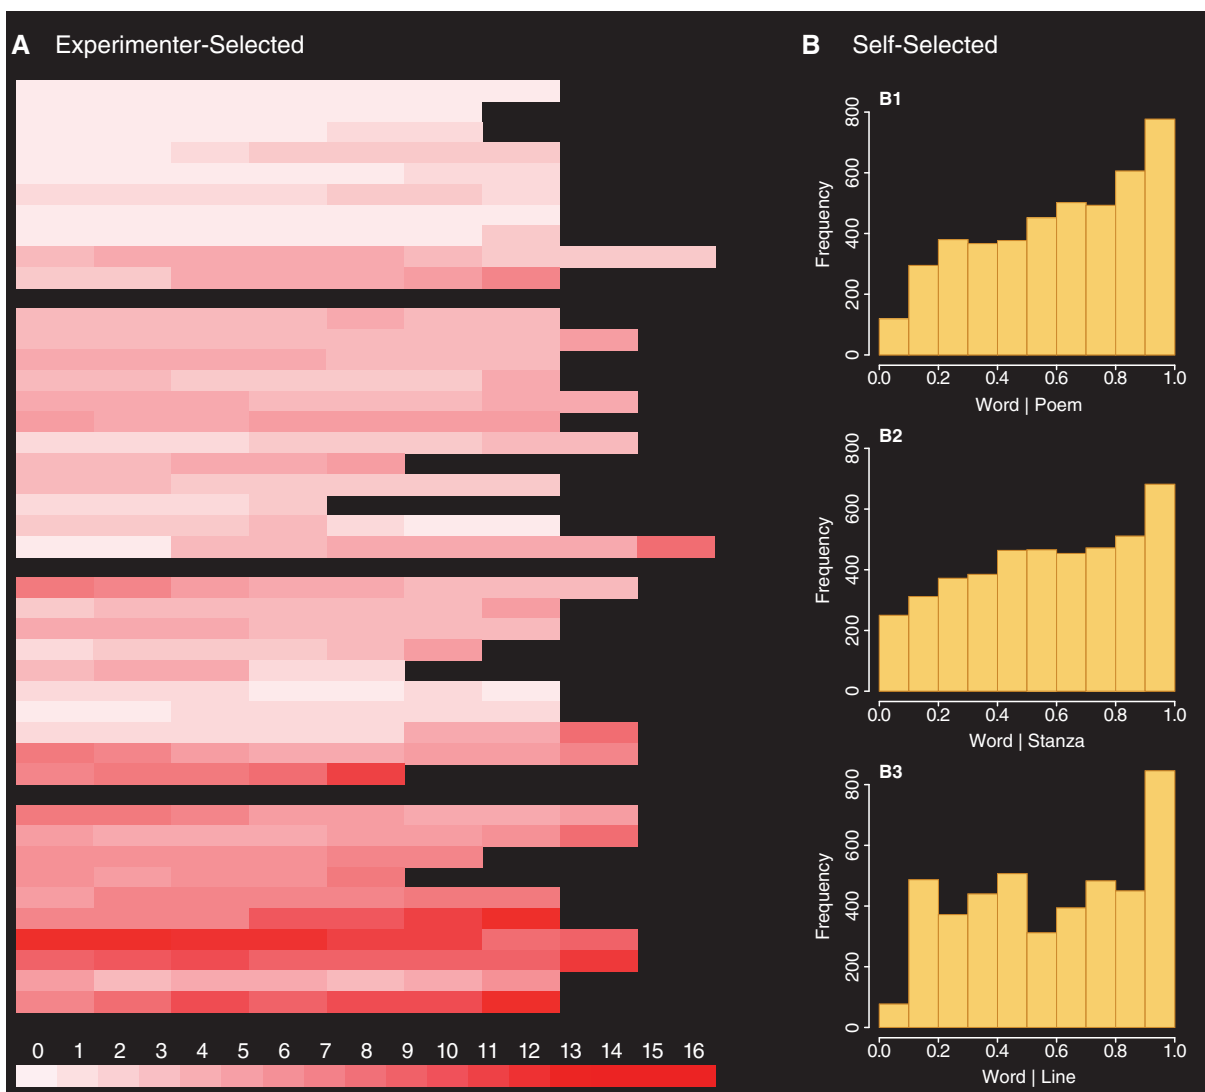 A Experimenter-Selected
0 1 2 3 4 5 6 7 8 9 10 11 12 13 14 15 16
B Self-Selected
B1
Frequency
800
600
400
200
0
0.0 0.2 0.4 0.6 0.8 1.0
Word | Poem
B2
Frequency
800
600
400
200
0
0.0 0.2 0.4 0.6 0.8 1.0
Word | Stanza
B3
Frequency
800
600
400
200
0
0.0 0.2 0.4 0.6 0.8 1.0
Word | Line